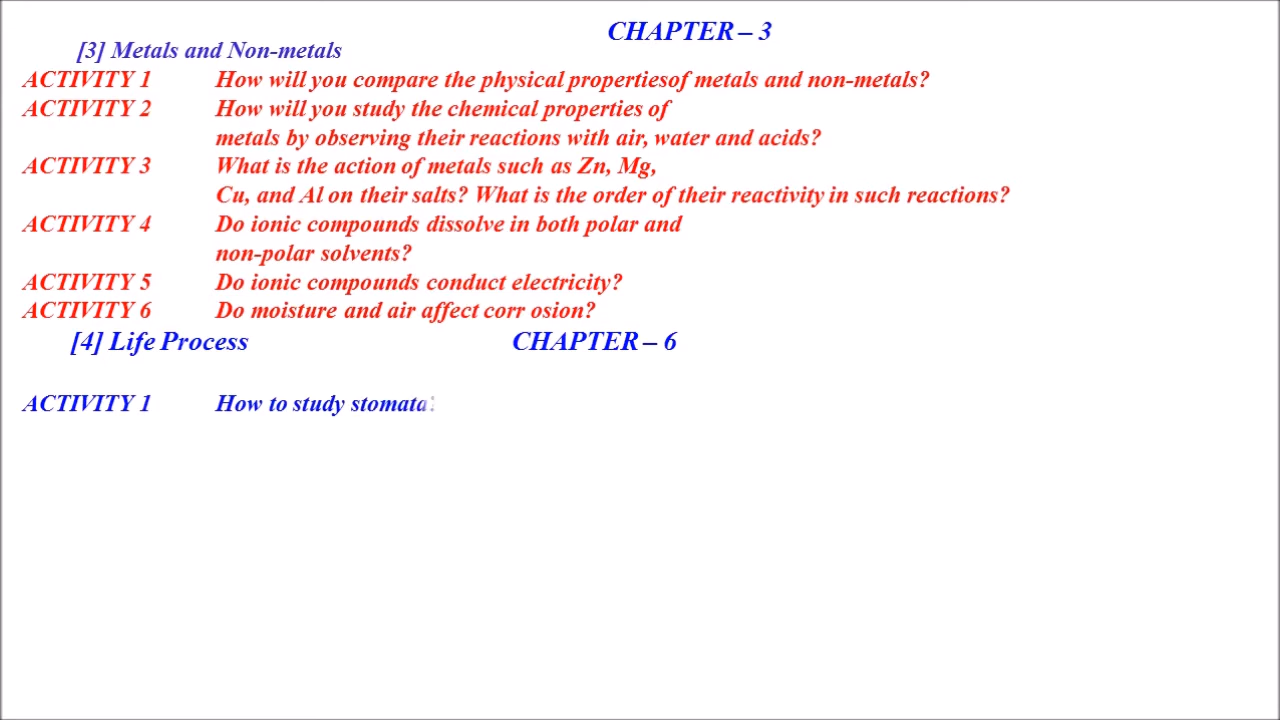 CHAPTER – 3
[3] Metals and Non-metals
ACTIVITY 1 How will you compare the physical propertiesof metals and non-metals?
ACTIVITY 2 How will you study the chemical properties of
metals by observing their reactions with air, water and acids?
ACTIVITY 3 What is the action of metals such as Zn, Mg,
Cu, and Al on their salts? What is the order of their reactivity in such reactions?
ACTIVITY 4 Do ionic compounds dissolve in both polar and
non-polar solvents?
ACTIVITY 5 Do ionic compounds conduct electricity?
ACTIVITY 6 Do moisture and air affect corr osion?
[4] Life Process CHAPTER – 6
ACTIVITY 1 How to study stomata?